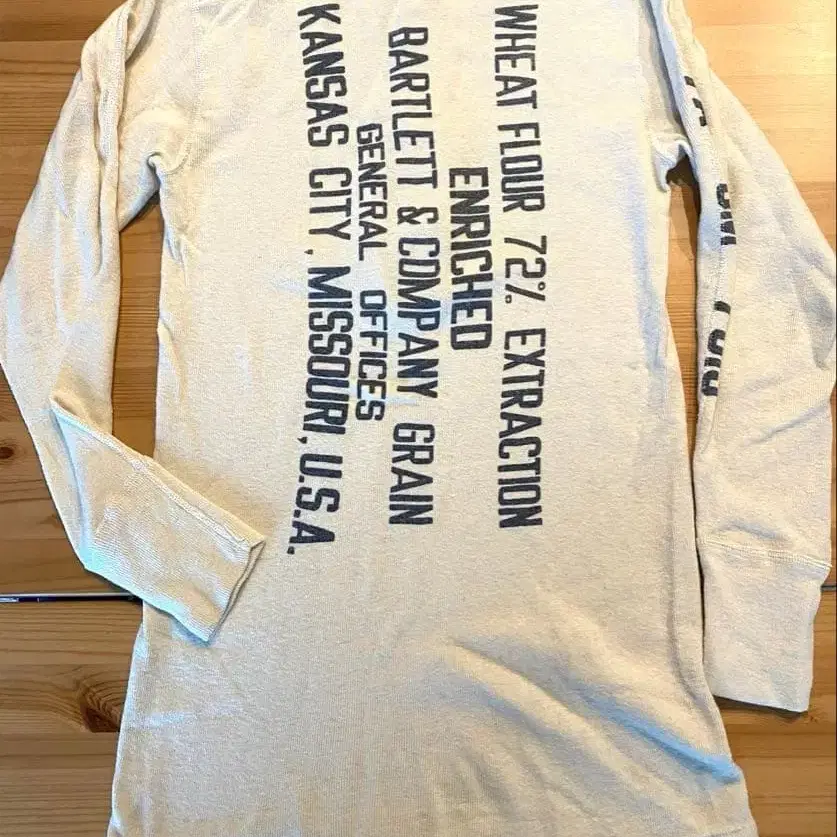 WHEAT FLOUR 72% EXTRACTION
ENRICHED
BARTLETT & COMPANY GRAIN
GENERAL OFFICES
KANSAS CITY, MISSOURI, U.S.A.